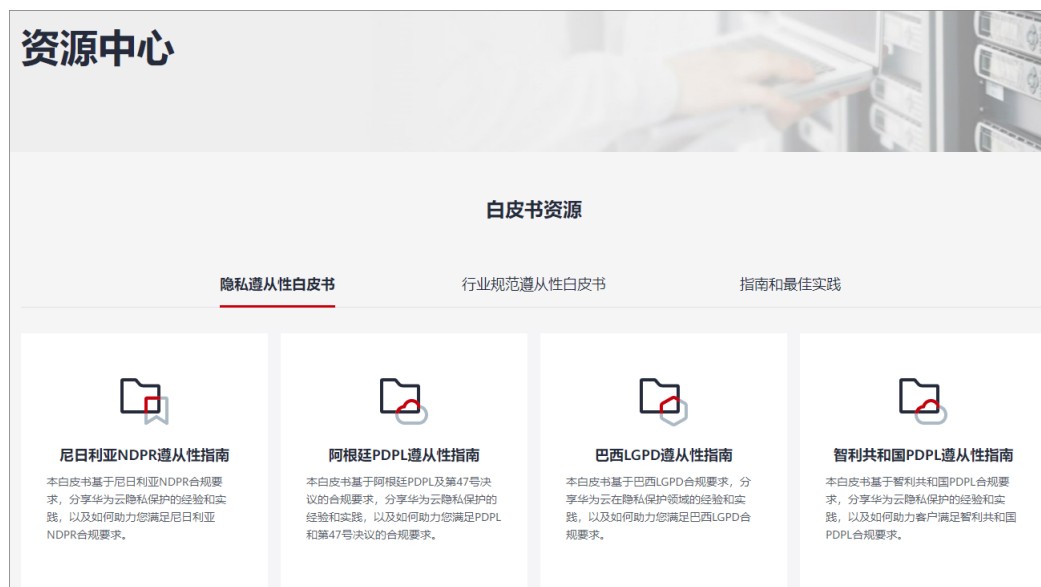 资源中心
白皮书资源
隐私遵从性白皮书
行业规范遵从性白皮书
指南和最佳实践
尼日利亚NDPR遵从性指南
本白皮书基于尼日利亚NDPR合规要
求，分享华为云隐私保护的经验和实
践，以及如何助力您满足尼日利亚
NDPR合规要求。
阿根廷PDPL遵从性指南
本白皮书基于阿根廷PDPL及第47号决
议的合规要求，分享华为云隐私保护的
经验和实践，以及如何助力您满足PDPL
和第47号决议的合规要求。
巴西LGPD遵从性指南
本白皮书基于巴西LGPD合规要求，分
享华为云在隐私保护领域的经验和实
践，以及如何助力您满足巴西LGPD合
规要求。
智利共和国PDPL遵从性指南
本白皮书基于智利共和国PDPL合规要
求，分享华为云隐私保护的经验和实
践，以及如何助力客户满足智利共和国
PDPL合规要求。